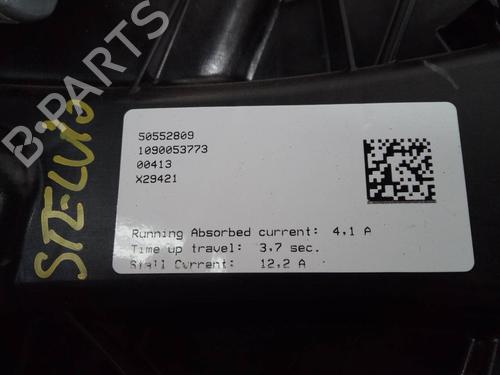 B-PARTS
STELVIO
50552809
1090053773
00413
X29421
Running Absorbed current: 4.1 A
Time up travel: 3.7 sec.
Stall Current: 12.2 A